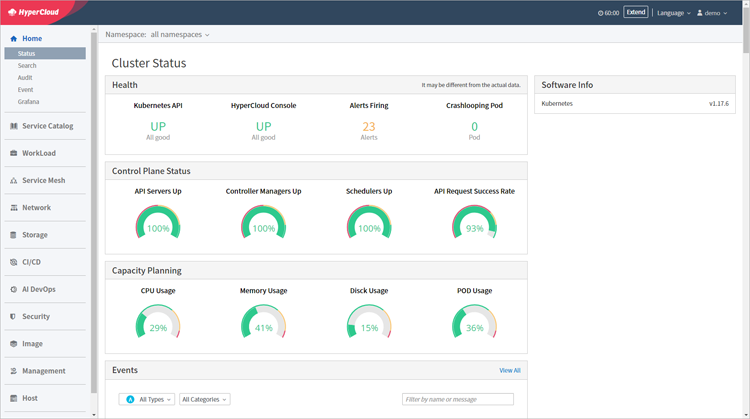 HyperCloud
60:00 Extend Language demo
Home
Status
Search
Audit
Event
Grafana
Service Catalog
WorkLoad
Service Mesh
Network
Storage
CI/CD
AI DevOps
Security
Image
Management
Host
Namespace: all namespaces
Cluster Status
Health It may be different from the actual data.
Kubernetes API HyperCloud Console Alerts Firing Crashlooping Pod
UP UP 23 0
All good All good Alerts Pod
Control Plane Status
API Servers Up Controller Managers Up Schedulers Up API Request Success Rate
100% 100% 100% 93%
Capacity Planning
CPU Usage Memory Usage Disck Usage POD Usage
29% 41% 15% 36%
Events View All
A All Types All Categories Filter by name or message
Software Info
Kubernetes v1.17.6